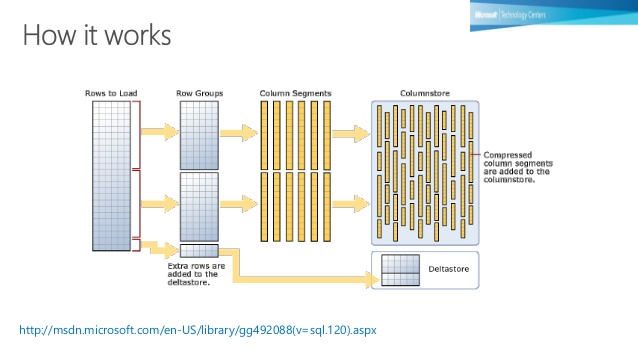 Microsoft | Technology Centers
How it works
Rows to Load
Row Groups
Column Segments
Columnstore
Compressed
column segments
are added to the
columnstore.
Extra rows are
added to the
deltastore.
Deltastore
http://msdn.microsoft.com/en-US/library/gg492088(v=sql.120).aspx